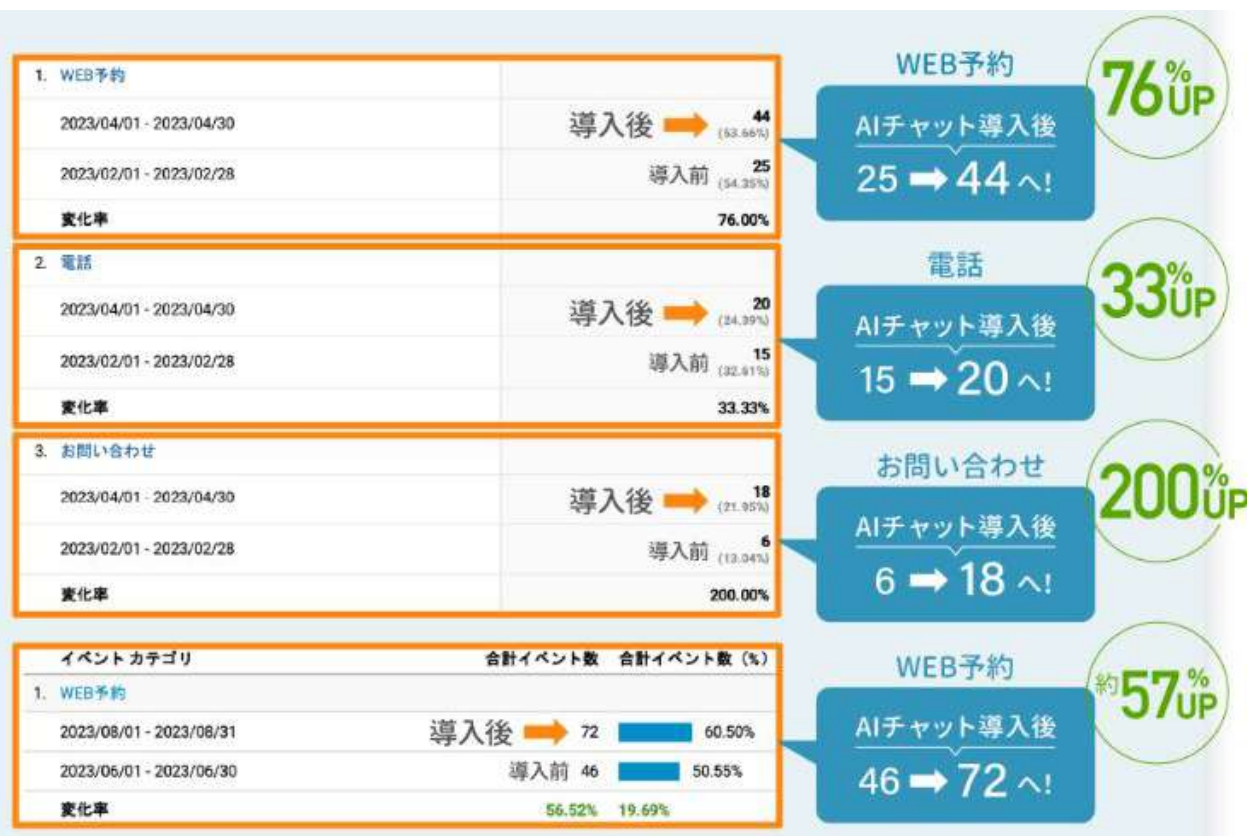 1. WEB予約
2023/04/01 - 2023/04/30 導入後 44 (53.66%)
2023/02/01 - 2023/02/28 導入前 25 (54.35%)
変化率 76.00%
WEB予約
76%UP
AIチャット導入後
25 ➡ 44 へ!
2. 電話
2023/04/01 - 2023/04/30 導入後 20 (24.39%)
2023/02/01 - 2023/02/28 導入前 15 (32.61%)
変化率 33.33%
電話
33%UP
AIチャット導入後
15 ➡ 20 へ!
3. お問い合わせ
2023/04/01 - 2023/04/30 導入後 18 (21.95%)
2023/02/01 - 2023/02/28 導入前 6 (13.04%)
変化率 200.00%
お問い合わせ
200%UP
AIチャット導入後
6 ➡ 18 へ!
イベント カテゴリ 合計イベント数 合計イベント数（%）
1. WEB予約
2023/08/01 - 2023/08/31 導入後 72 60.50%
2023/06/01 - 2023/06/30 導入前 46 50.55%
変化率 56.52% 19.69%
WEB予約
約57%UP
AIチャット導入後
46 ➡ 72 へ!